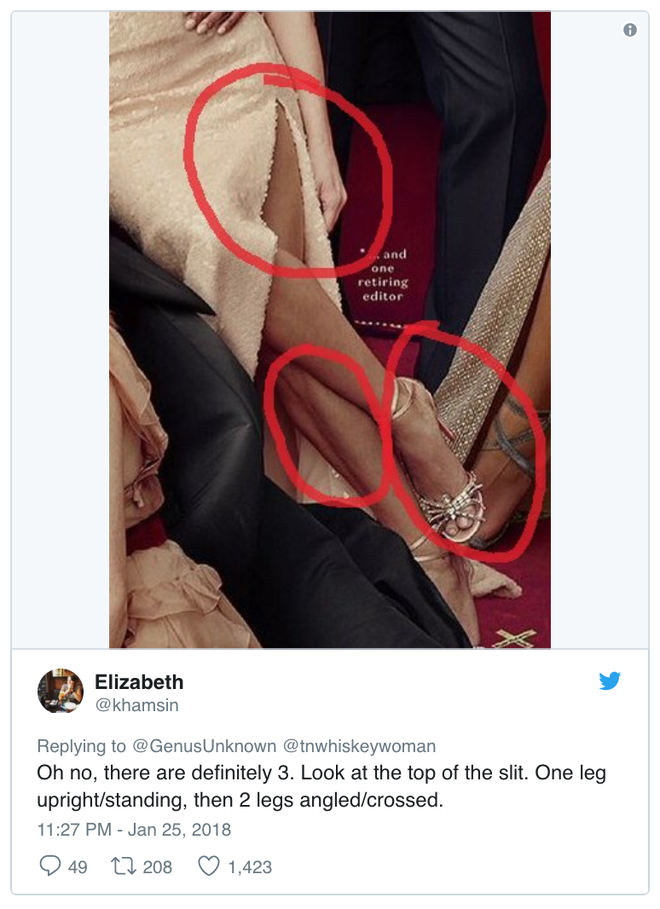 *... and
one
retiring
editor
Elizabeth
@khamsin
Replying to @GenusUnknown @tnwhiskeywoman
Oh no, there are definitely 3. Look at the top of the slit. One leg
upright/standing, then 2 legs angled/crossed.
11:27 PM - Jan 25, 2018
49 208 1,423